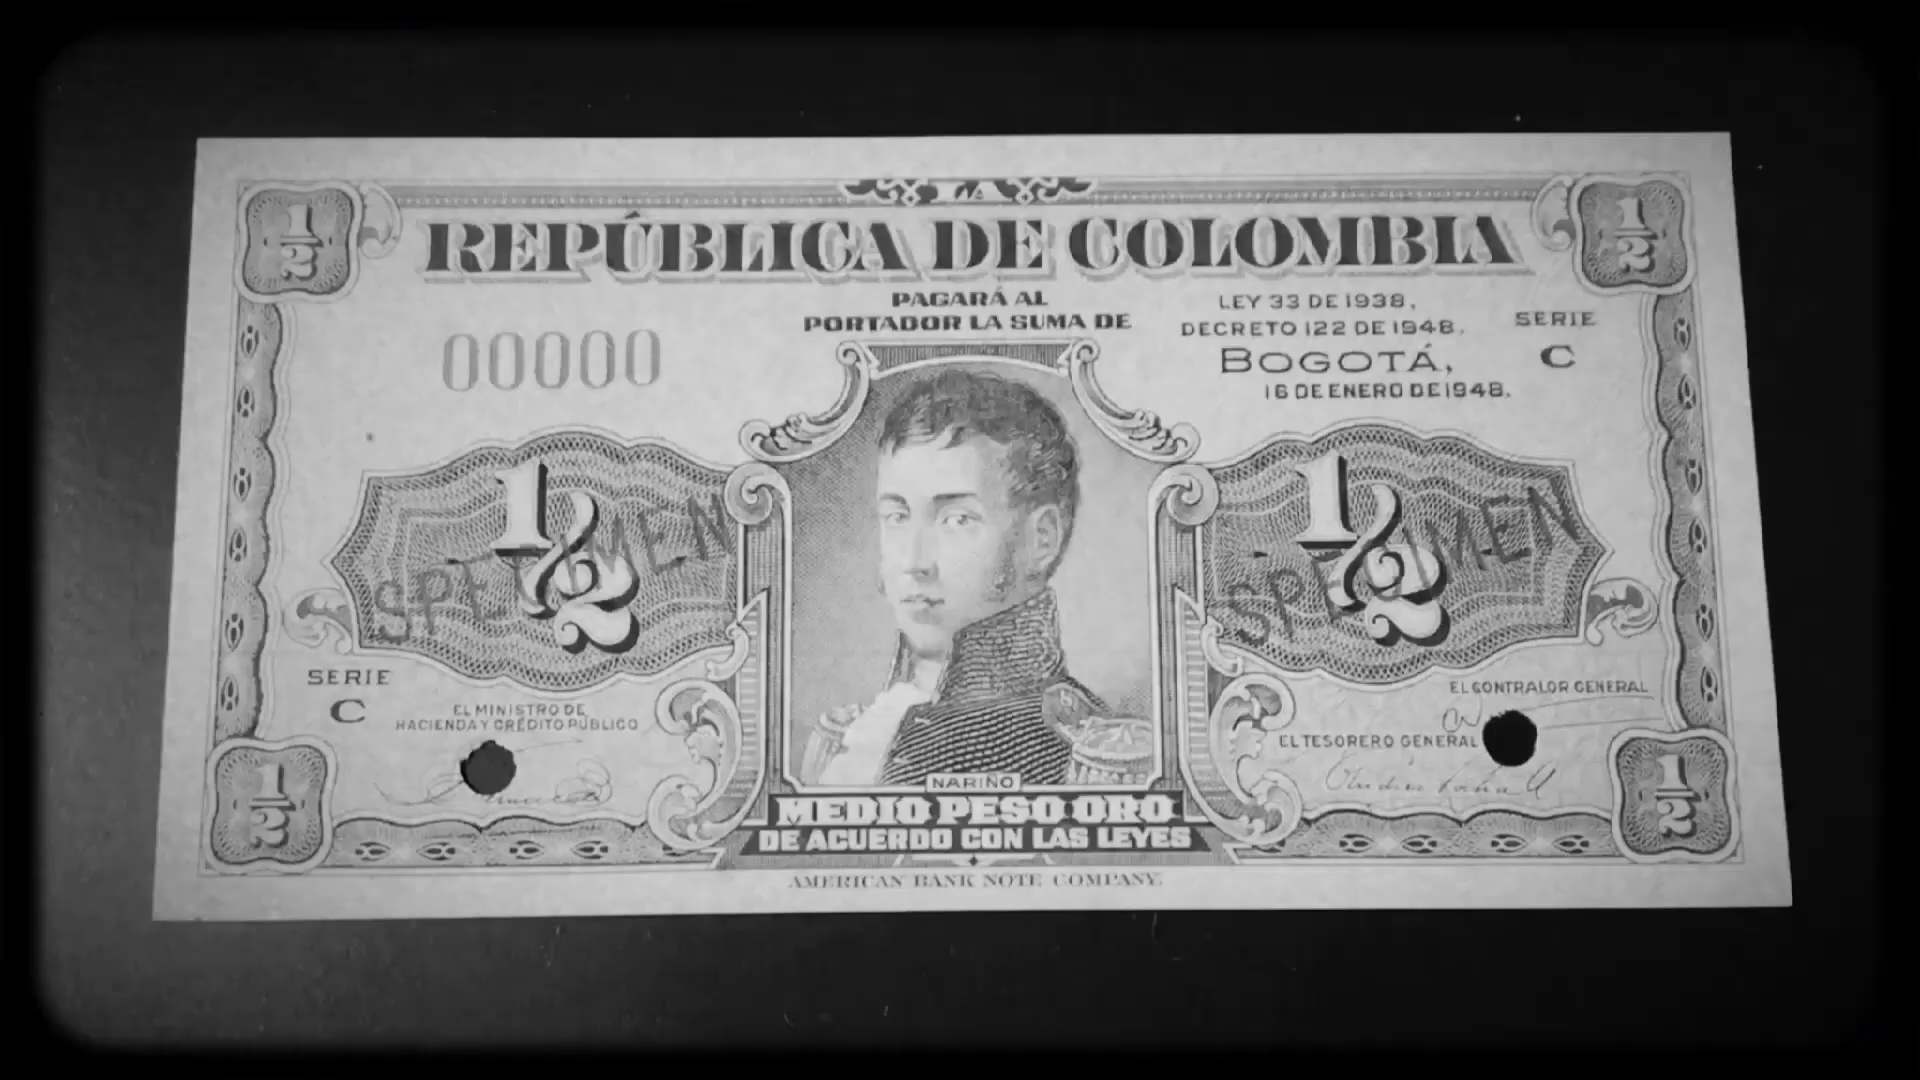 LA
1/2
1/2
REPÚBLICA DE COLOMBIA
PAGARÁ AL
PORTADOR LA SUMA DE
LEY 33 DE 1938,
DECRETO 122 DE 1948.
BOGOTÁ,
16 DE ENERO DE 1948.
SERIE
C
00000
1/2
SPECIMEN
1/2
SPECIMEN
SERIE
C
EL MINISTRO DE
HACIENDA Y CRÉDITO PÚBLICO
EL CONTRALOR GENERAL
EL TESORERO GENERAL
NARIÑO
MEDIO PESO ORO
DE ACUERDO CON LAS LEYES
1/2
1/2
AMERICAN BANK NOTE COMPANY.